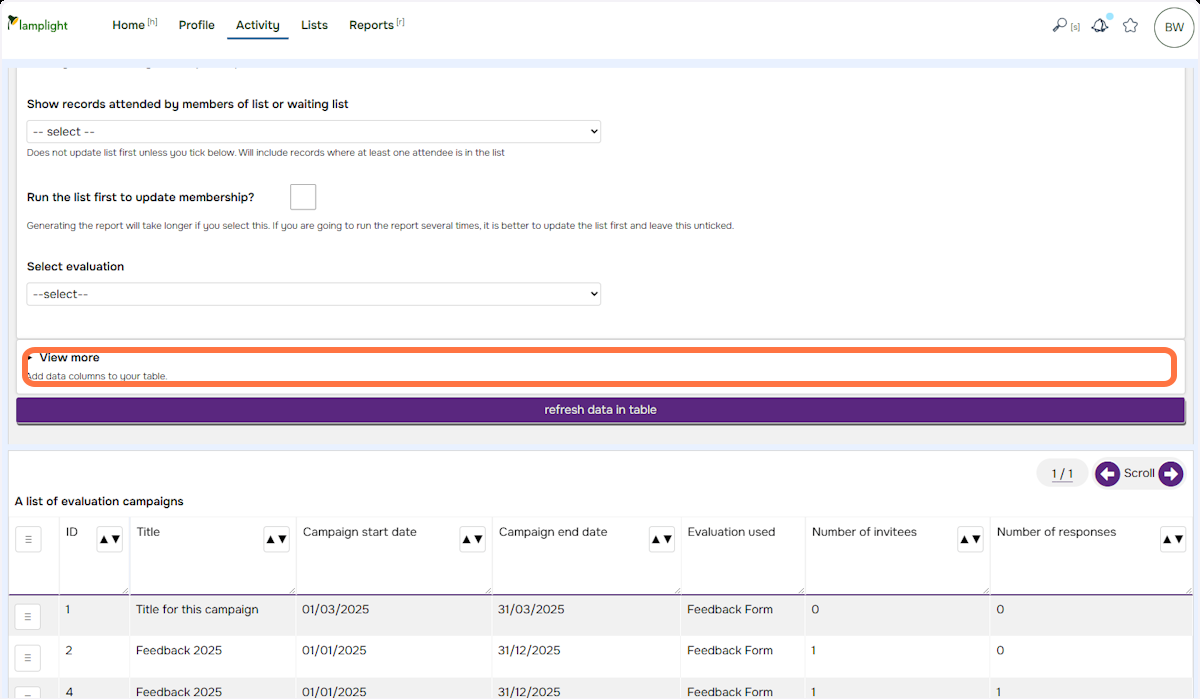 lamplight Home [h] Profile Activity Lists Reports [r] [s] BW
Show records attended by members of list or waiting list
-- select --
Does not update list first unless you tick below. Will include records where at least one attendee is in the list
Run the list first to update membership?
Generating the report will take longer if you select this. If you are going to run the report several times, it is better to update the list first and leave this unticked.
Select evaluation
--select--
View more
Add data columns to your table.
refresh data in table
1 / 1 Scroll
A list of evaluation campaigns
ID Title Campaign start date Campaign end date Evaluation used Number of invitees Number of responses
1 Title for this campaign 01/03/2025 31/03/2025 Feedback Form 0 0
2 Feedback 2025 01/01/2025 31/12/2025 Feedback Form 1 0
4 Feedback 2025 01/01/2025 31/12/2025 Feedback Form 1 1